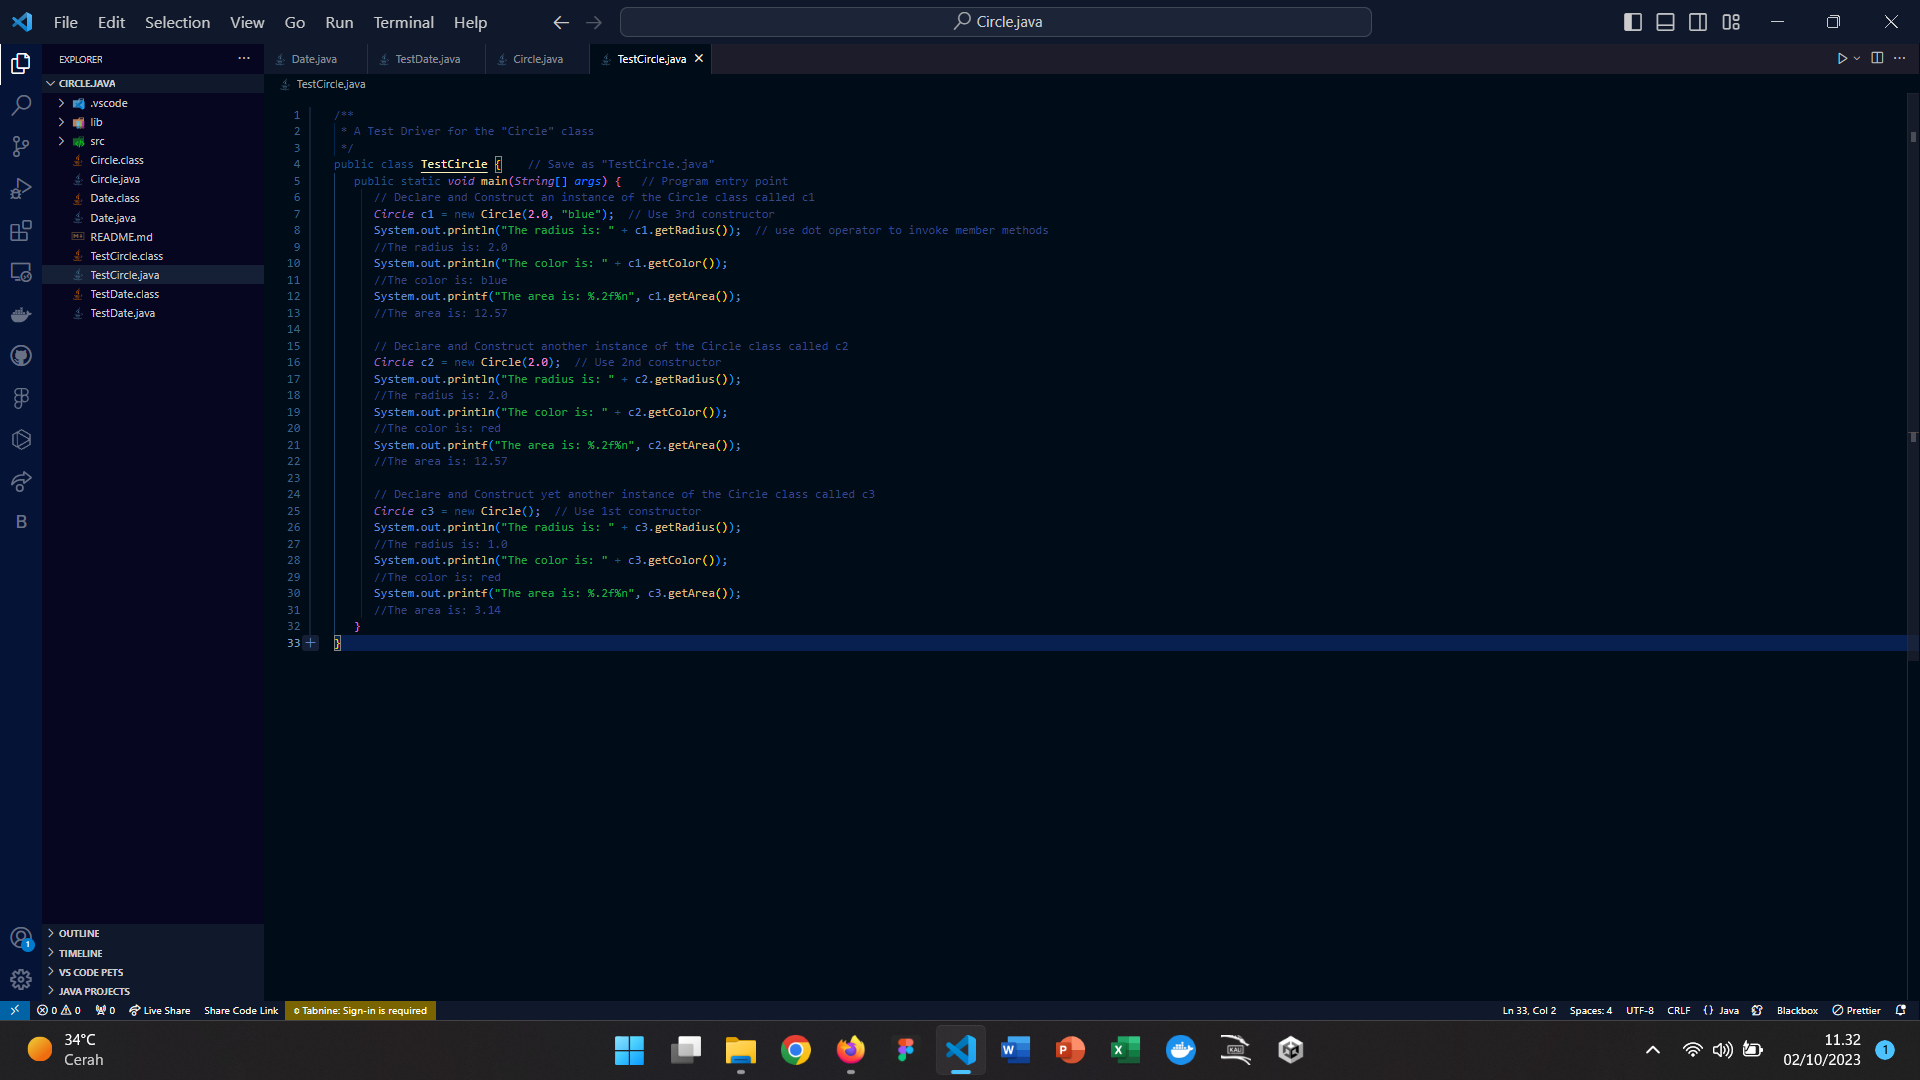 File Edit Selection View Go Run Terminal Help
Circle.java
EXPLORER
CIRCLE.JAVA
.vscode
lib
src
Circle.class
Circle.java
Date.class
Date.java
README.md
TestCircle.class
TestCircle.java
TestDate.class
TestDate.java
OUTLINE
TIMELINE
VS CODE PETS
JAVA PROJECTS
Date.java TestDate.java Circle.java TestCircle.java
TestCircle.java
1 /**
2 * A Test Driver for the "Circle" class
3 */
4 public class TestCircle { // Save as "TestCircle.java"
5 public static void main(String[] args) { // Program entry point
6 // Declare and Construct an instance of the Circle class called c1
7 Circle c1 = new Circle(2.0, "blue"); // Use 3rd constructor
8 System.out.println("The radius is: " + c1.getRadius()); // use dot operator to invoke member methods
9 //The radius is: 2.0
10 System.out.println("The color is: " + c1.getColor());
11 //The color is: blue
12 System.out.printf("The area is: %.2f%n", c1.getArea());
13 //The area is: 12.57
14
15 // Declare and Construct another instance of the Circle class called c2
16 Circle c2 = new Circle(2.0); // Use 2nd constructor
17 System.out.println("The radius is: " + c2.getRadius());
18 //The radius is: 2.0
19 System.out.println("The color is: " + c2.getColor());
20 //The color is: red
21 System.out.printf("The area is: %.2f%n", c2.getArea());
22 //The area is: 12.57
23
24 // Declare and Construct yet another instance of the Circle class called c3
25 Circle c3 = new Circle(); // Use 1st constructor
26 System.out.println("The radius is: " + c3.getRadius());
27 //The radius is: 1.0
28 System.out.println("The color is: " + c3.getColor());
29 //The color is: red
30 System.out.printf("The area is: %.2f%n", c3.getArea());
31 //The area is: 3.14
32 }
33 }
B
1
0 0 0 Live Share Share Code Link Tabnine: Sign-in is required
Ln 33, Col 2 Spaces: 4 UTF-8 CRLF {} Java Blackbox Prettier
34°C
Cerah
W P X KALI
11.32
02/10/2023
1